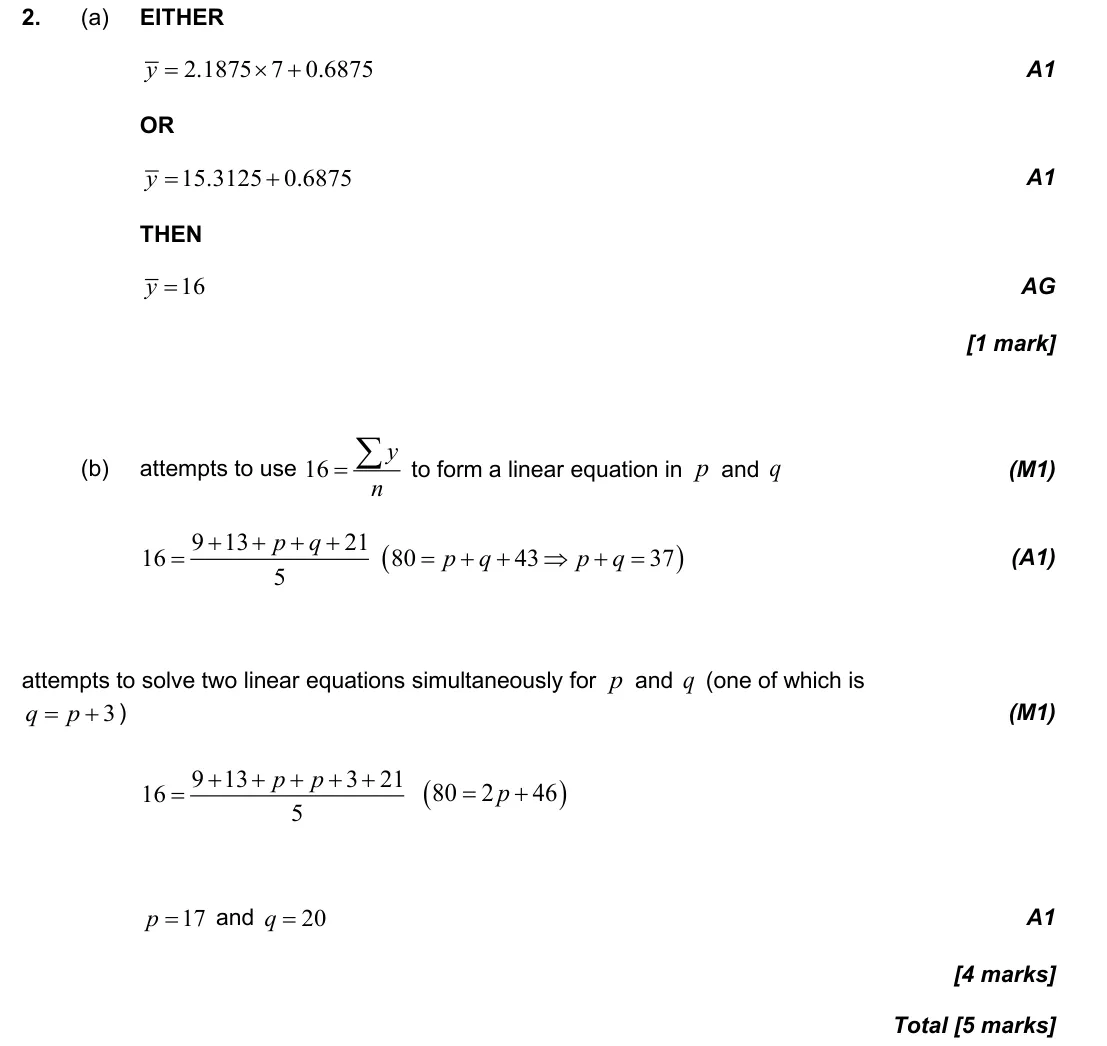 2. (a) EITHER
y̅ = 2.1875 × 7 + 0.6875 A1
OR
y̅ = 15.3125 + 0.6875 A1
THEN
y̅ = 16 AG
[1 mark]
(b) attempts to use 16 = ∑y / n to form a linear equation in p and q (M1)
16 = (9 + 13 + p + q + 21) / 5 (80 = p + q + 43 ⇒ p + q = 37) (A1)
attempts to solve two linear equations simultaneously for p and q (one of which is
q = p + 3) (M1)
16 = (9 + 13 + p + p + 3 + 21) / 5 (80 = 2p + 46)
p = 17 and q = 20 A1
[4 marks]
Total [5 marks]